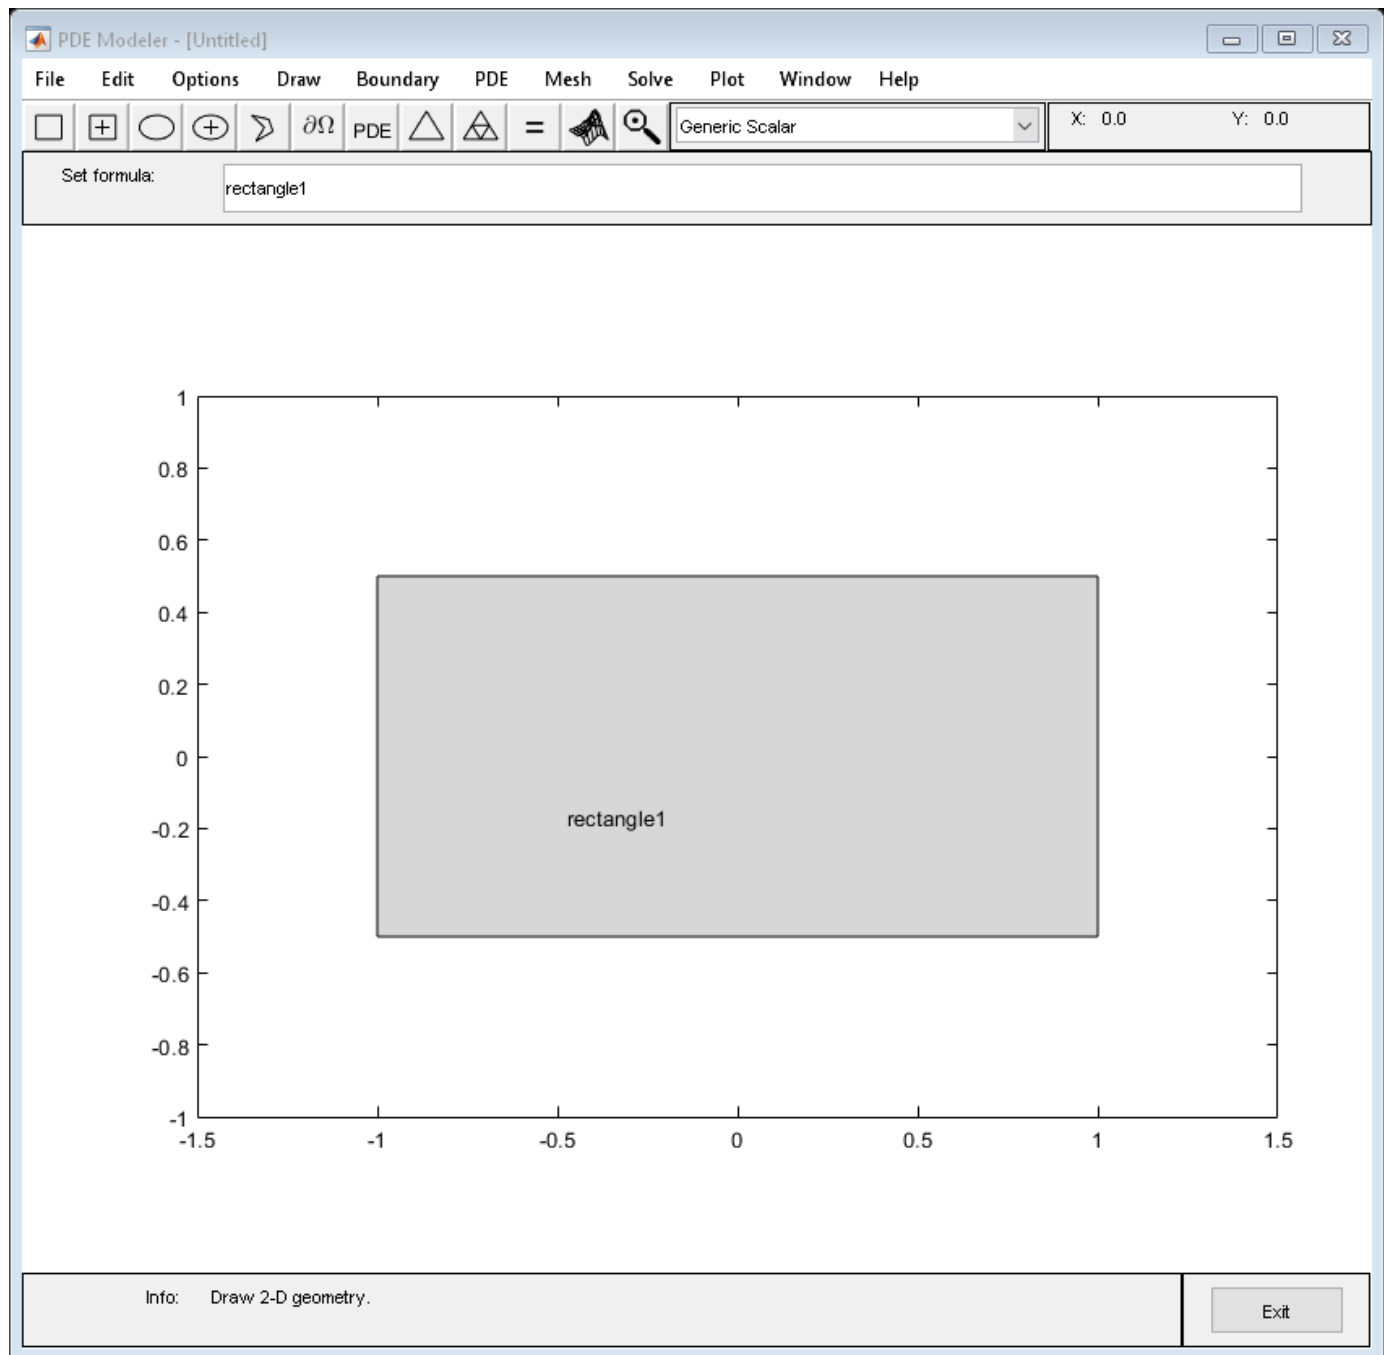 PDE Modeler - [Untitled]
File Edit Options Draw Boundary PDE Mesh Solve Plot Window Help
∂Ω PDE = Generic Scalar X: 0.0 Y: 0.0
Set formula: rectangle1
1
0.8
0.6
0.4
0.2
0
rectangle1
-0.2
-0.4
-0.6
-0.8
-1
-1.5 -1 -0.5 0 0.5 1 1.5
Info: Draw 2-D geometry. Exit